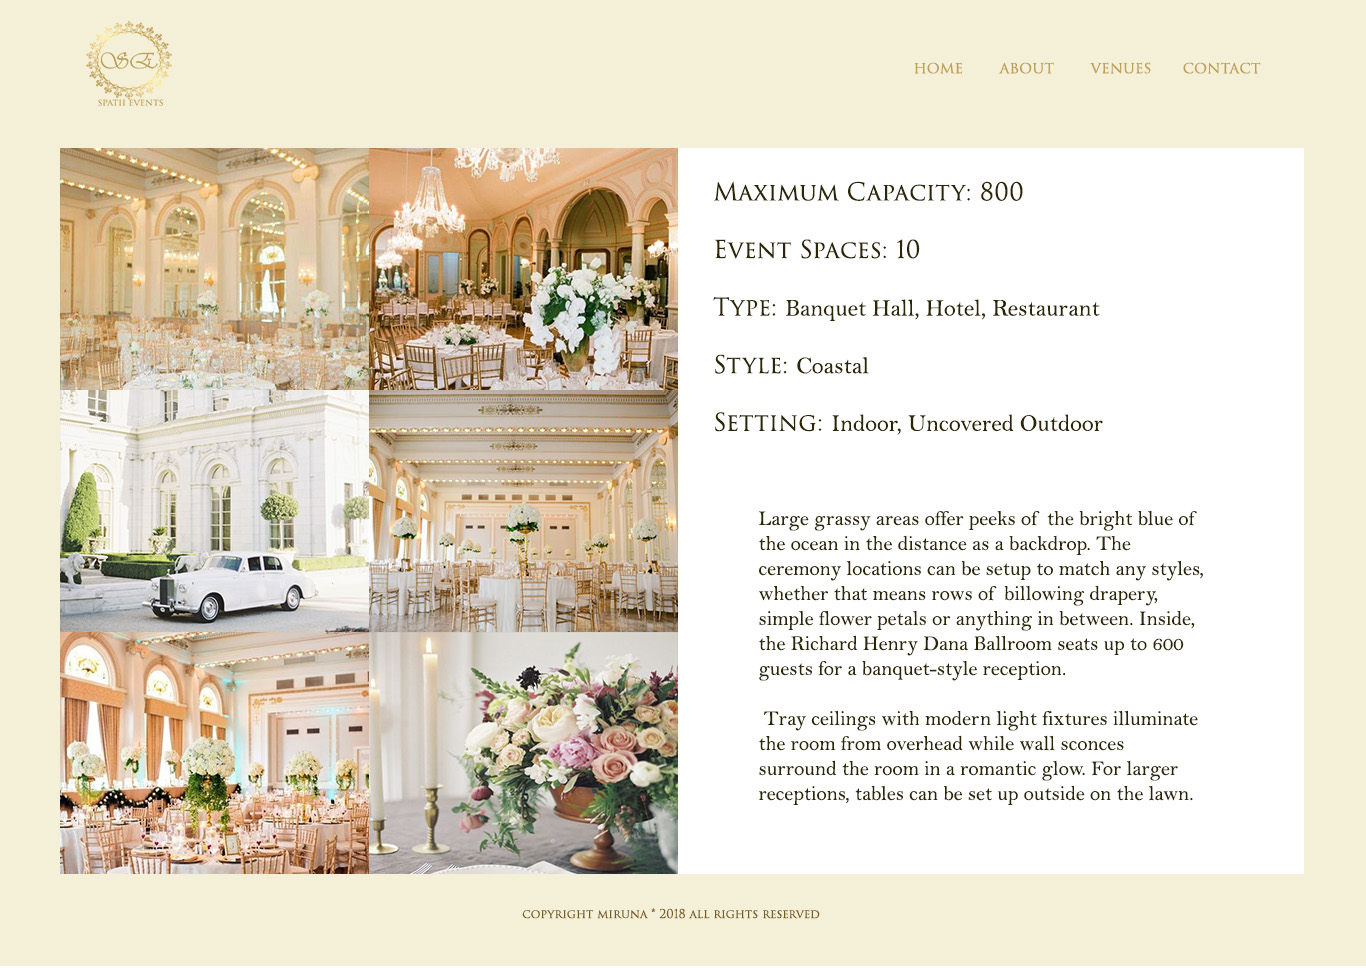 SE
SPATII EVENTS
HOME ABOUT VENUES CONTACT
MAXIMUM CAPACITY: 800
EVENT SPACES: 10
TYPE: Banquet Hall, Hotel, Restaurant
STYLE: Coastal
SETTING: Indoor, Uncovered Outdoor
Large grassy areas offer peeks of the bright blue of
the ocean in the distance as a backdrop. The
ceremony locations can be setup to match any styles,
whether that means rows of billowing drapery,
simple flower petals or anything in between. Inside,
the Richard Henry Dana Ballroom seats up to 600
guests for a banquet-style reception.
Tray ceilings with modern light fixtures illuminate
the room from overhead while wall sconces
surround the room in a romantic glow. For larger
receptions, tables can be set up outside on the lawn.
COPYRIGHT MIRUNA * 2018 ALL RIGHTS RESERVED